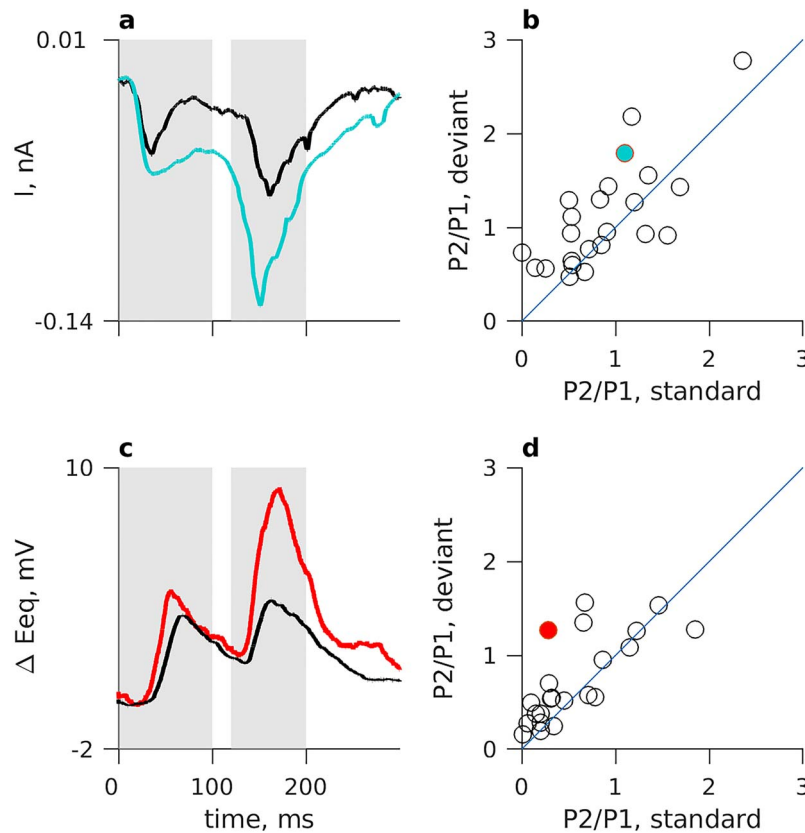 a
0.01
I, nA
-0.14
b
3
2
1
0
P2/P1, deviant
0 1 2 3
P2/P1, standard
c
10
Δ Eeq, mV
-2
0 100 200
time, ms
d
3
2
1
0
P2/P1, deviant
0 1 2 3
P2/P1, standard